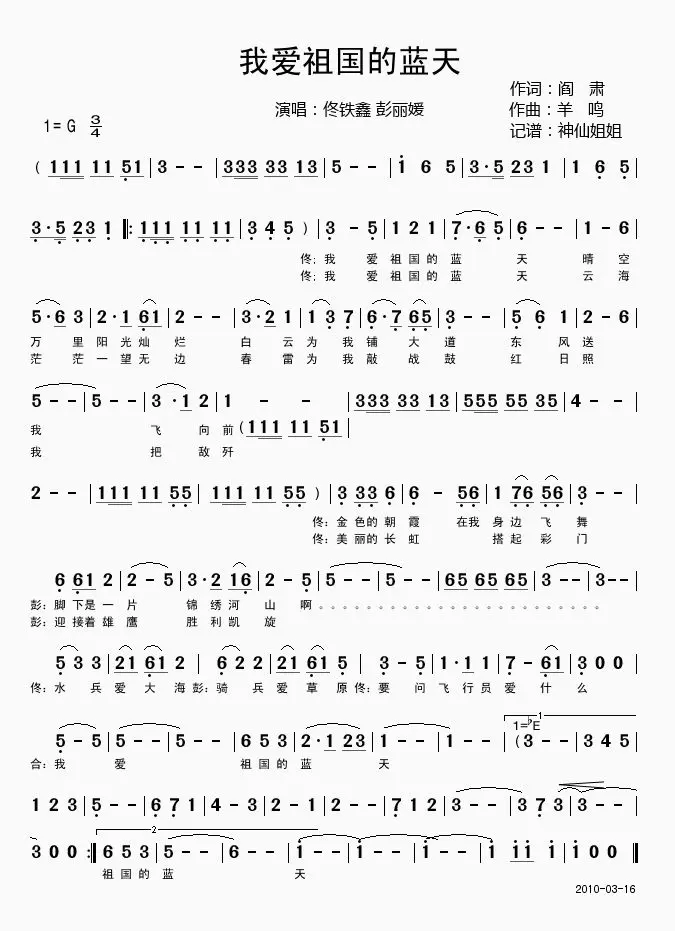 我爱祖国的蓝天
作词：阎 肃
演唱：佟铁鑫 彭丽媛 作曲：羊 鸣
1= G 3/4 记谱：神仙姐姐
( 111 11 51 | 3 - - | 333 33 13 | 5 - - | 1 6 5 | 3·5 23 1 | 1 6 5 |
3·5 23 1 ‖: 111 11 11 | 3 4 5 ) | 3 - 5 | 1 2 1 | 7·6 5 | 6 - - | 1 - 6 |
佟;我 爱 祖 国 的 蓝 天 晴 空
佟;我 爱 祖 国 的 蓝 天 云 海
5·6 3 | 2·1 61 | 2 - - | 3·2 1 | 1 3 7 | 6·7 65 | 3 - - | 5 6 1 | 2 - 6 |
万 里 阳 光 灿 烂 白 云 为 我 铺 大 道 东 风 送
茫 茫 一 望 无 边 春 雷 为 我 敲 战 鼓 红 日 照
5 - - | 5 - - | 3 ·1 2 | 1 - - | 333 33 13 | 555 55 35 | 4 - - |
我 飞 向 前 ( 111 11 51 |
我 把 敌 歼
2 - - | 111 11 55 | 111 11 55 ) | 3 33 6 | 6 - 56 | 1 76 56 | 3 - - |
佟：金 色的 朝 霞 在我 身 边 飞 舞
佟：美 丽的 长 虹 搭 起 彩 门
6 61 2 | 2 - 5 | 3·2 16 | 2 - 5 | 5 - - | 5 - - | 65 65 65 | 3 - - | 3 - - |
彭：脚 下是 一 片 锦 绣 河 山 啊 。。。。。。。。。。。。。。。
彭：迎 接着 雄 鹰 胜 利 凯 旋
5 3 3 | 21 61 2 | 6 2 2 | 21 61 5 | 3 - 5 | 1·1 1 | 7 - 61 | 3 0 0 |
佟：水 兵 爱 大 海 彭：骑 兵 爱 草 原 佟：要 问 飞 行 员 爱 什 么
1
1=♭E
5 - 5 | 5 - - | 5 - - | 6 5 3 | 2·1 23 | 1 - - | 1 - - | (3 - - | 3 4 5 |
合：我 爱 祖 国 的 蓝 天
1 2 3 | 5 - - | 6 7 1 | 4 - 3 | 2 - 1 | 2 - - | 7 1 2 | 3 - - | 3 7 3 | 3 - - |
2
3 0 0 :‖ 6 5 3 | 5 - - | 6 - - | 1 - - | 1 - - | 1 - - | 1 11 1 | 1 0 0 ‖
祖 国 的 蓝 天
2010-03-16